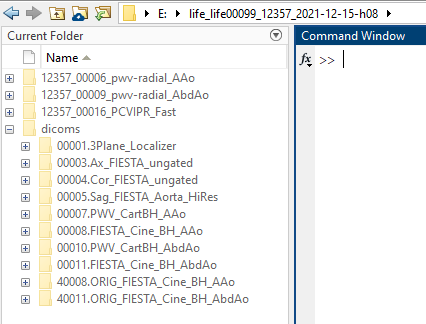 E: life_life00099_12357_2021-12-15-h08
Current Folder
Command Window
Name
fx >>
12357_00006_pwv-radial_AAo
12357_00009_pwv-radial_AbdAo
12357_00016_PCVIPR_Fast
dicoms
00001.3Plane_Localizer
00003.Ax_FIESTA_ungated
00004.Cor_FIESTA_ungated
00005.Sag_FIESTA_Aorta_HiRes
00007.PWV_CartBH_AAo
00008.FIESTA_Cine_BH_AAo
00010.PWV_CartBH_AbdAo
00011.FIESTA_Cine_BH_AbdAo
40008.ORIG_FIESTA_Cine_BH_AAo
40011.ORIG_FIESTA_Cine_BH_AbdAo